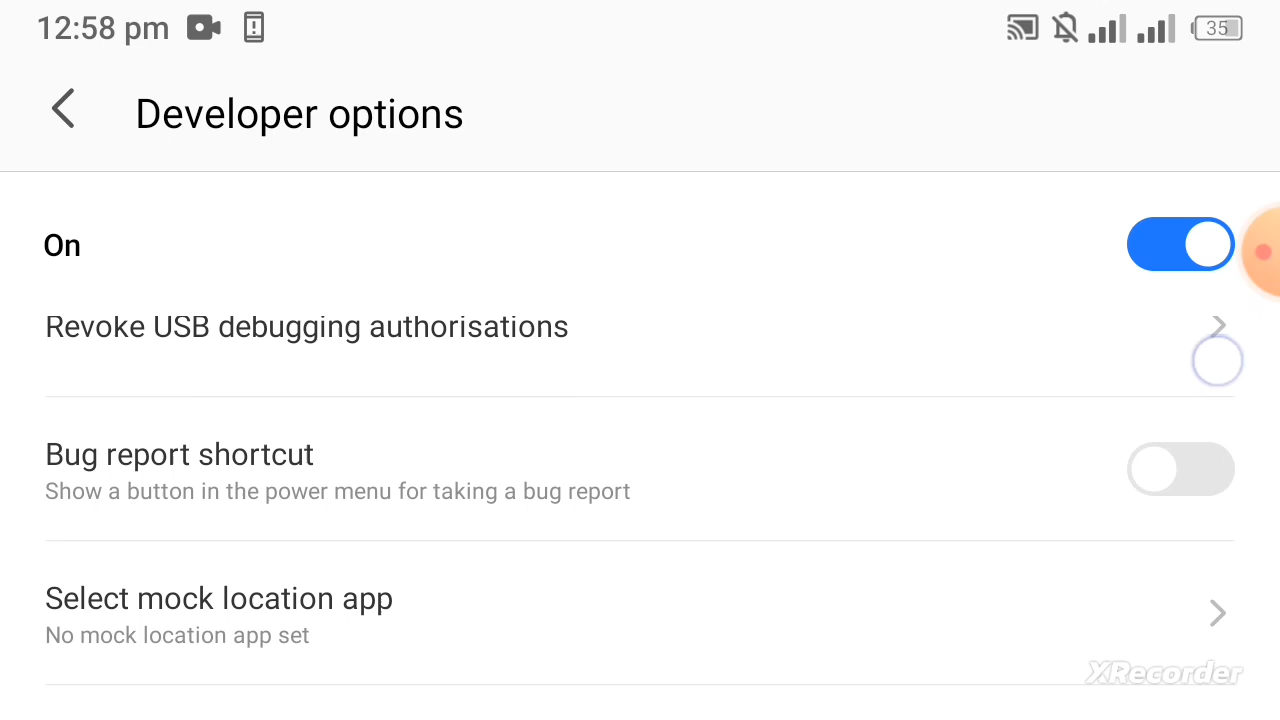 12:58 pm
35
Developer options
On
Revoke USB debugging authorisations
Bug report shortcut
Show a button in the power menu for taking a bug report
Select mock location app
No mock location app set
XRecorder